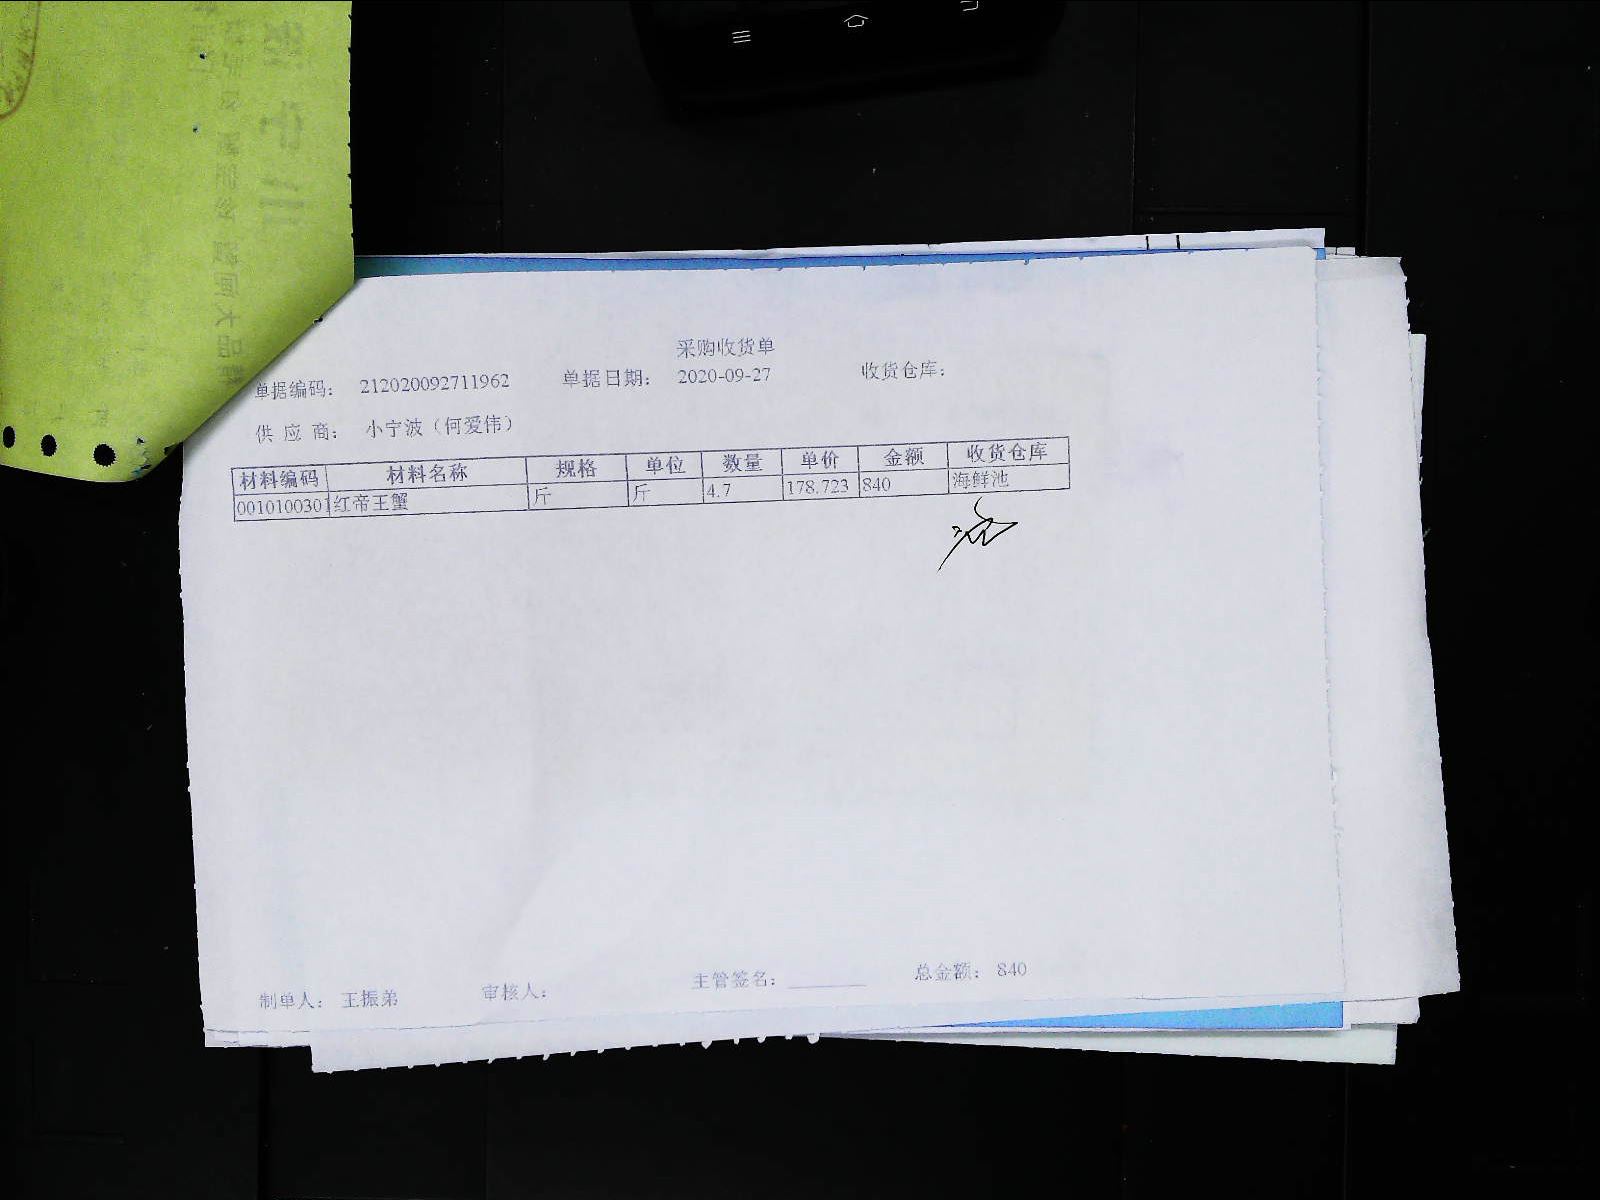 采购收货单
单据编码： 212020092711962 单据日期： 2020-09-27 收货仓库：
供 应 商： 小宁波（何爱伟）
材料编码 材料名称 规格 单位 数量 单价 金额 收货仓库
0010100301 红帝王蟹 斤 斤 4.7 178.723 840 海鲜池
制单人： 王振弟 审核人： 主管签名： 总金额： 840